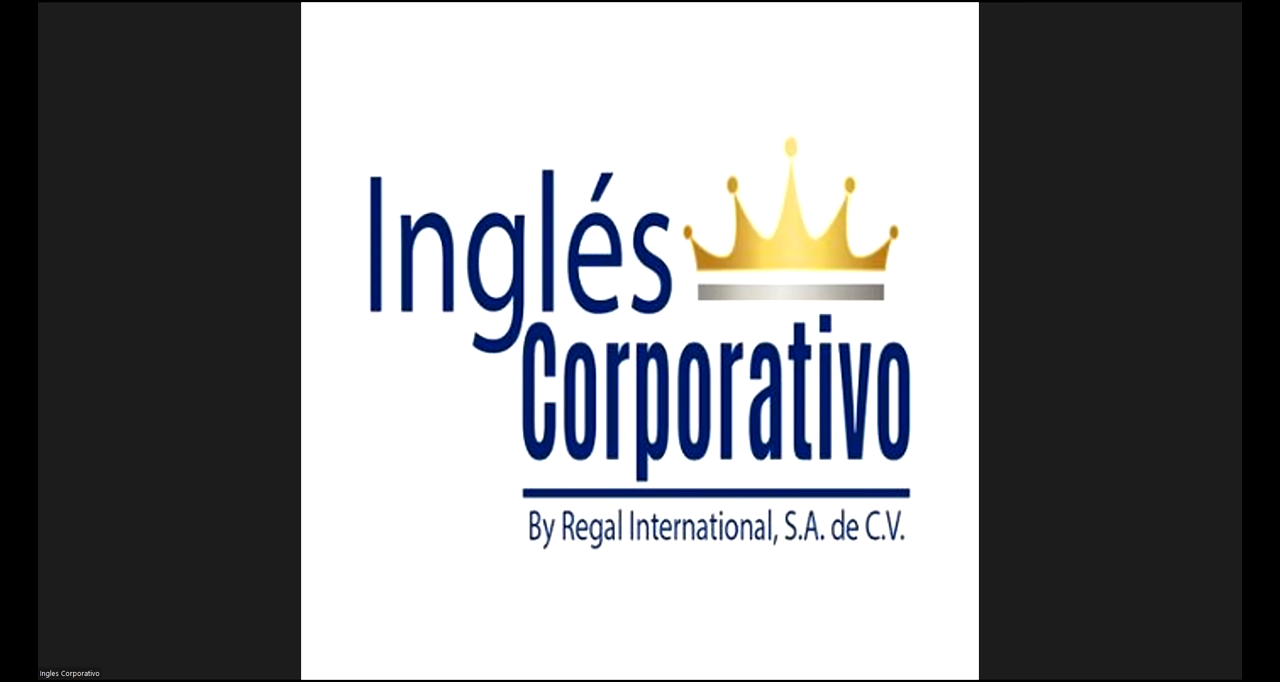 Inglés
Corporativo
By Regal International, S.A. de C.V.
Ingles Corporativo